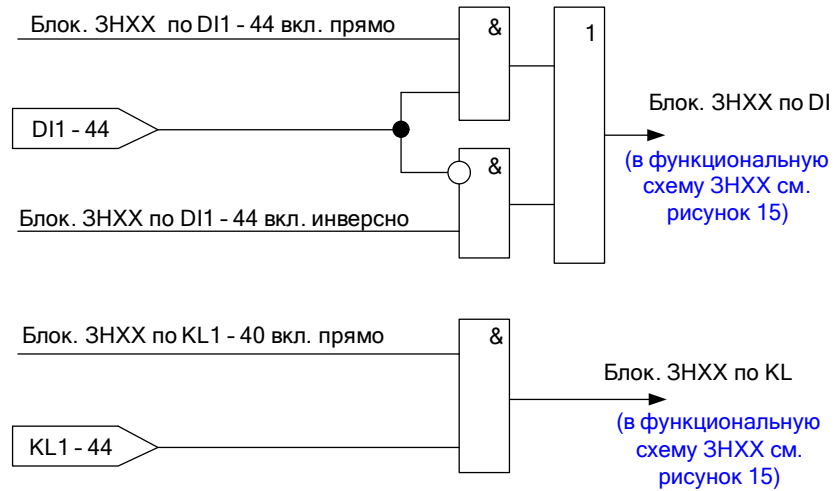 Блок. ЗНХХ по DI1 - 44 вкл. прямо
&
1
DI1 - 44
Блок. ЗНХХ по DI
(в функциональную
схему ЗНХХ см.
рисунок 15)
&
Блок. ЗНХХ по DI1 - 44 вкл. инверсно
Блок. ЗНХХ по KL1 - 40 вкл. прямо
&
Блок. ЗНХХ по KL
(в функциональную
схему ЗНХХ см.
рисунок 15)
KL1 - 44